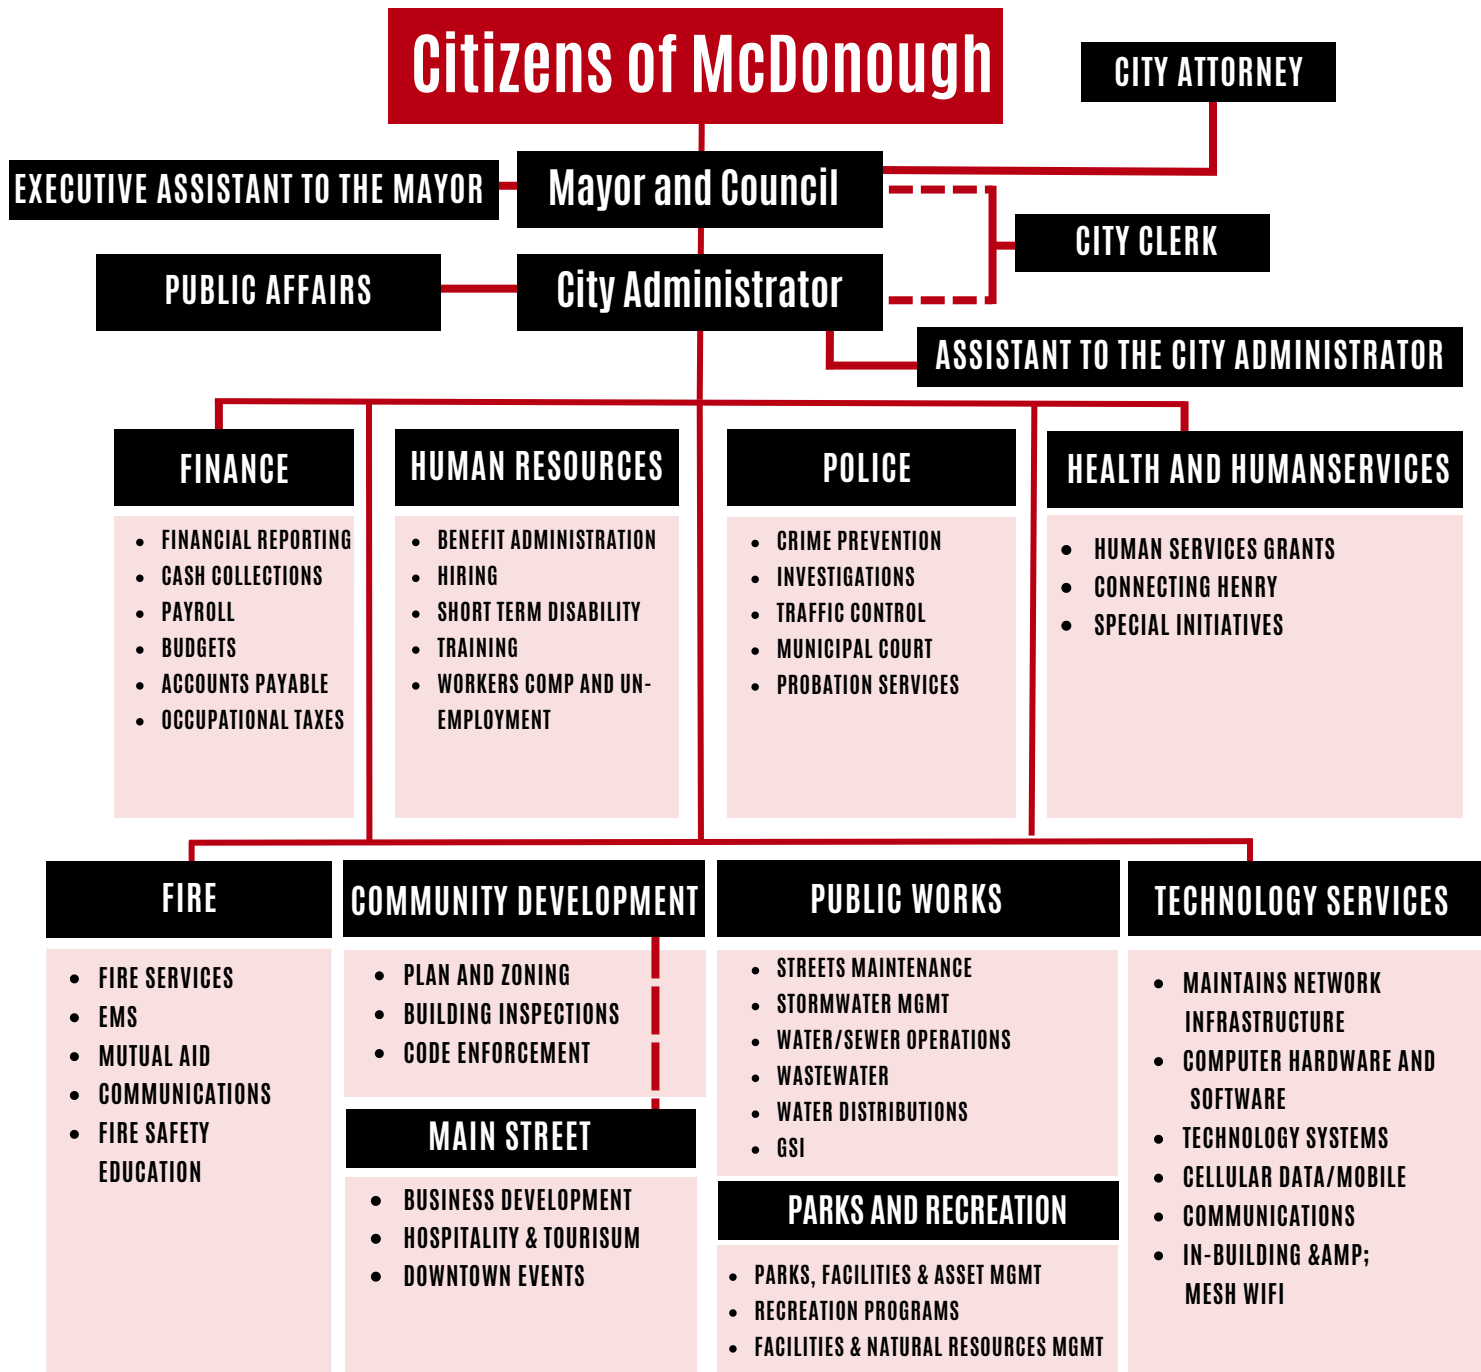 Citizens of McDonough
CITY ATTORNEY
EXECUTIVE ASSISTANT TO THE MAYOR
Mayor and Council
CITY CLERK
PUBLIC AFFAIRS
City Administrator
ASSISTANT TO THE CITY ADMINISTRATOR
FINANCE
• FINANCIAL REPORTING
• CASH COLLECTIONS
• PAYROLL
• BUDGETS
• ACCOUNTS PAYABLE
• OCCUPATIONAL TAXES
HUMAN RESOURCES
• BENEFIT ADMINISTRATION
• HIRING
• SHORT TERM DISABILITY
• TRAINING
• WORKERS COMP AND UN-
EMPLOYMENT
POLICE
• CRIME PREVENTION
• INVESTIGATIONS
• TRAFFIC CONTROL
• MUNICIPAL COURT
• PROBATION SERVICES
HEALTH AND HUMANSERVICES
• HUMAN SERVICES GRANTS
• CONNECTING HENRY
• SPECIAL INITIATIVES
FIRE
• FIRE SERVICES
• EMS
• MUTUAL AID
• COMMUNICATIONS
• FIRE SAFETY
EDUCATION
COMMUNITY DEVELOPMENT
• PLAN AND ZONING
• BUILDING INSPECTIONS
• CODE ENFORCEMENT
MAIN STREET
• BUSINESS DEVELOPMENT
• HOSPITALITY & TOURISUM
• DOWNTOWN EVENTS
PUBLIC WORKS
• STREETS MAINTENANCE
• STORMWATER MGMT
• WATER/SEWER OPERATIONS
• WASTEWATER
• WATER DISTRIBUTIONS
• GSI
PARKS AND RECREATION
• PARKS, FACILITIES & ASSET MGMT
• RECREATION PROGRAMS
• FACILITIES & NATURAL RESOURCES MGMT
TECHNOLOGY SERVICES
• MAINTAINS NETWORK
INFRASTRUCTURE
• COMPUTER HARDWARE AND
SOFTWARE
• TECHNOLOGY SYSTEMS
• CELLULAR DATA/MOBILE
• COMMUNICATIONS
• IN-BUILDING &AMP;
MESH WIFI